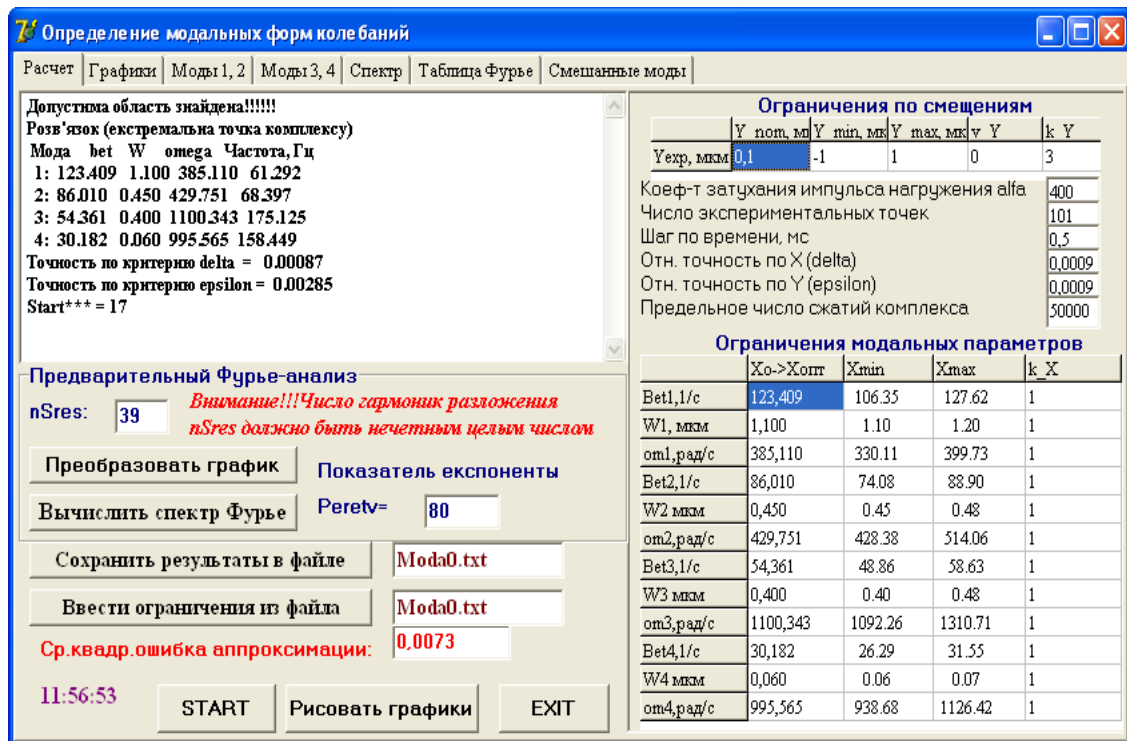 Определение модальных форм колебаний
Расчет Графики Моды 1, 2 Моды 3, 4 Спектр Таблица Фурье Смешанные моды
Допустима область знайдена!!!!!!
Розв'язок (екстремальна точка комплексу)
Мода bet W omega Частота, Гц
1: 123.409 1.100 385.110 61.292
2: 86.010 0.450 429.751 68.397
3: 54.361 0.400 1100.343 175.125
4: 30.182 0.060 995.565 158.449
Точность по критерию delta = 0.00087
Точность по критерию epsilon = 0.00285
Start*** = 17
Предварительный Фурье-анализ
nSres: 39
Внимание!!!Число гармоник разложения
nSres должно быть нечетным целым числом
Преобразовать график
Показатель експоненты
Вычислить спектр Фурье
Peretv= 80
Сохранить результаты в файле Moda0.txt
Ввести ограничения из файла Moda0.txt
Ср.квадр.ошибка аппроксимации: 0,0073
11:56:53
START Рисовать графики EXIT
Ограничения по смещениям
Y_nom, Y_min, мк Y_max, мк v_Y k_Y
Yexp, мкм 0,1 -1 1 0 3
Коеф-т затухания импульса нагружения alfa 400
Число экспериментальных точек 101
Шаг по времени, мс 0,5
Отн. точность по X (delta) 0,0009
Отн. точность по Y (epsilon) 0,0009
Предельное число сжатий комплекса 50000
Ограничения модальных параметров
Xo->Xопт Xmin Xmax k_X
Bet1,1/с 123,409 106.35 127.62 1
W1, мкм 1,100 1.10 1.20 1
om1,рад/с 385,110 330.11 399.73 1
Bet2,1/с 86,010 74.08 88.90 1
W2 мкм 0,450 0.45 0.48 1
om2,рад/с 429,751 428.38 514.06 1
Bet3,1/с 54,361 48.86 58.63 1
W3 мкм 0,400 0.40 0.48 1
om3,рад/с 1100,343 1092.26 1310.71 1
Bet4,1/с 30,182 26.29 31.55 1
W4 мкм 0,060 0.06 0.07 1
om4,рад/с 995,565 938.68 1126.42 1